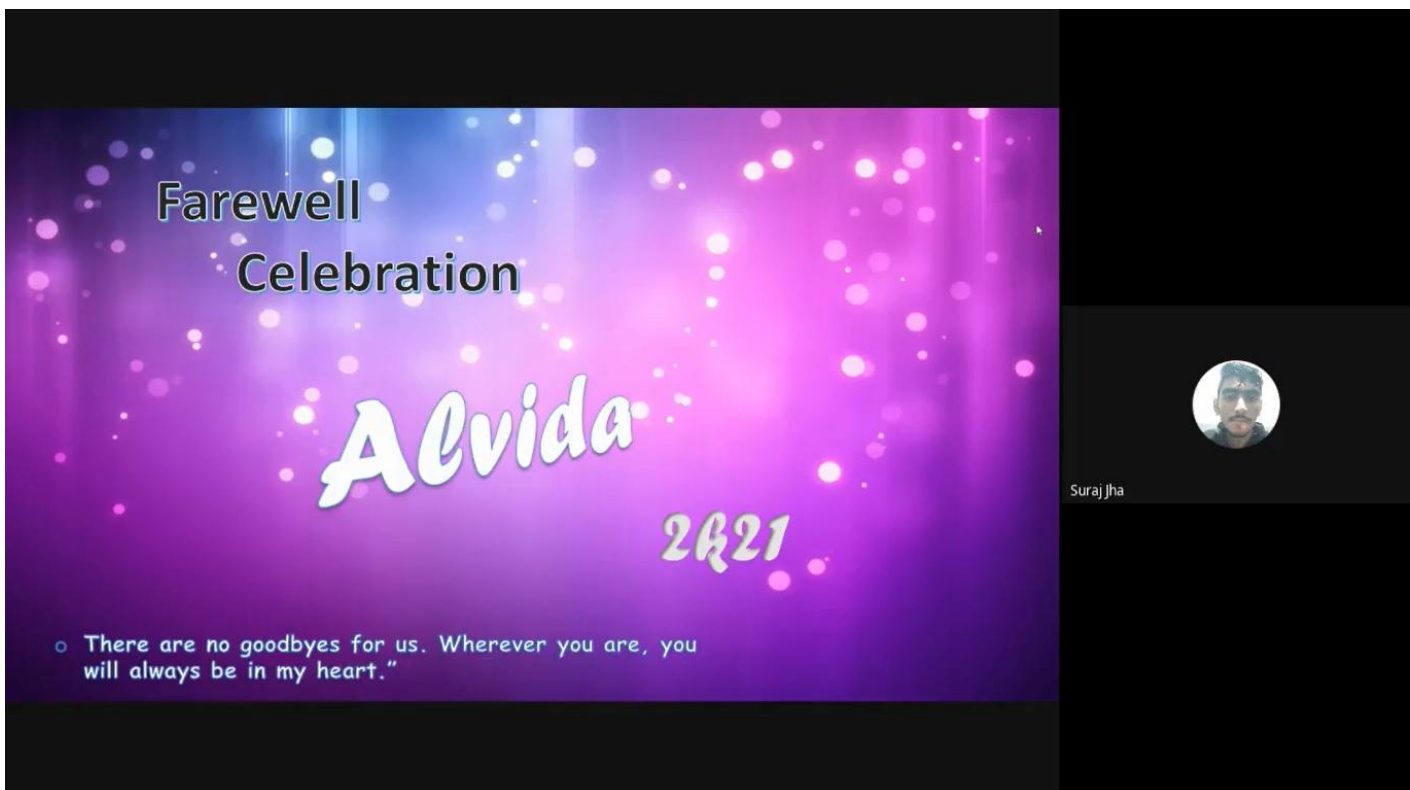 Farewell
Celebration
Alvida
2k21
There are no goodbyes for us. Wherever you are, you
will always be in my heart.”
Suraj Jha